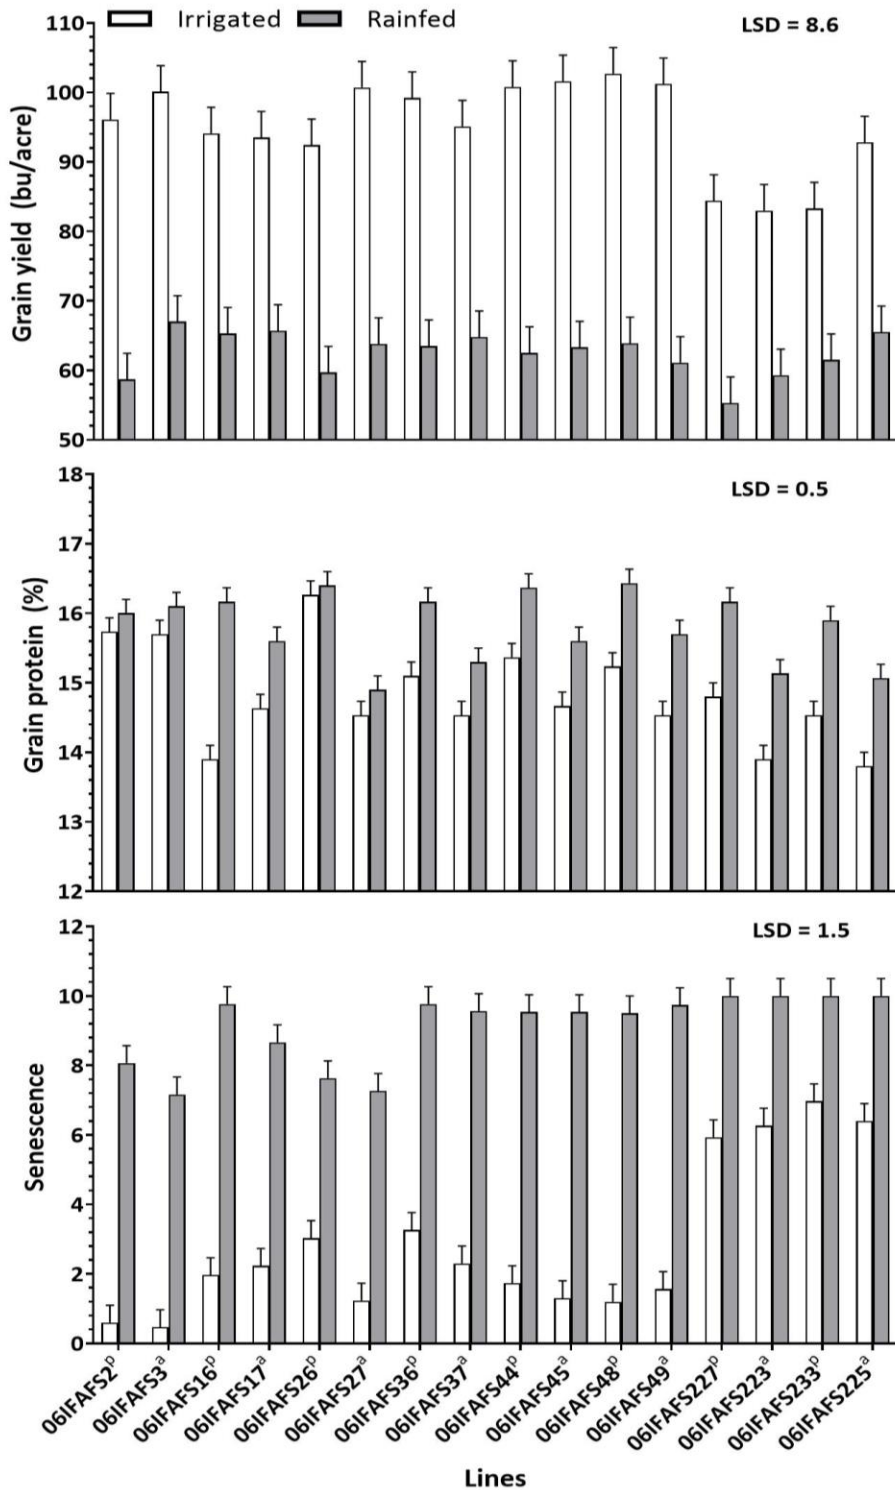 Irrigated Rainfed
LSD = 8.6
Grain yield (bu/acre)
110
100
90
80
70
60
50
LSD = 0.5
Grain protein (%)
18
17
16
15
14
13
12
LSD = 1.5
Senescence
12
10
8
6
4
2
0
06IFAFS2ᵖ
06IFAFS3ᵃ
06IFAFS16ᵖ
06IFAFS17ᵃ
06IFAFS26ᵖ
06IFAFS27ᵃ
06IFAFS36ᵖ
06IFAFS37ᵃ
06IFAFS44ᵖ
06IFAFS45ᵃ
06IFAFS48ᵖ
06IFAFS49ᵃ
06IFAFS227ᵖ
06IFAFS223ᵃ
06IFAFS233ᵖ
06IFAFS225ᵃ
Lines